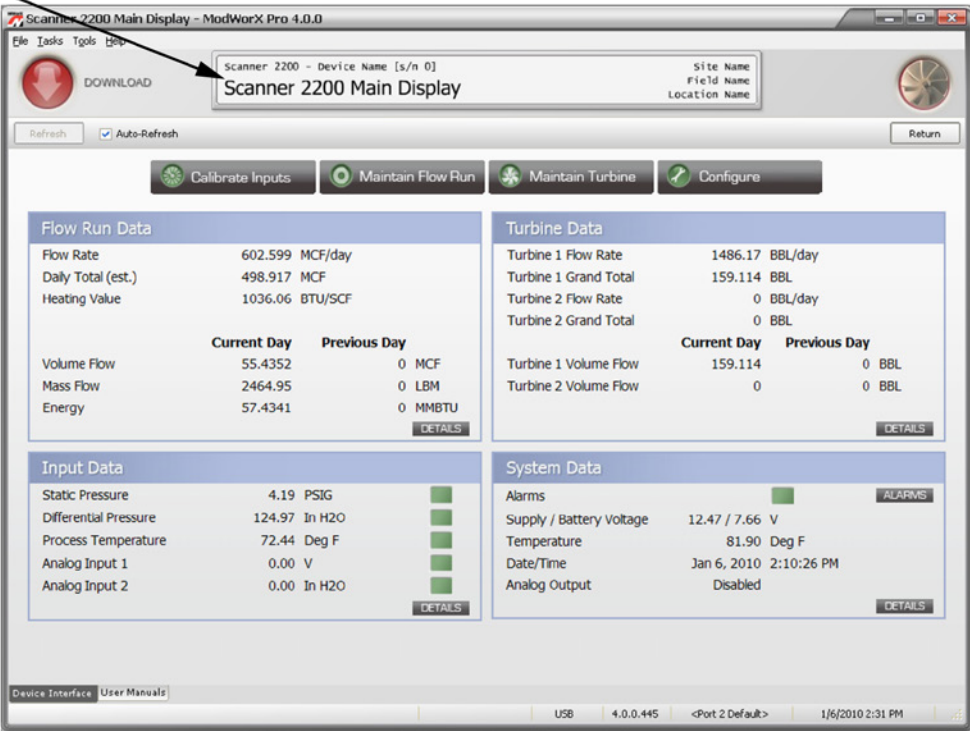 Scanner 2200 Main Display - ModWorX Pro 4.0.0
File Tasks Tools Help
DOWNLOAD
Scanner 2200 - Device Name [s/n 0]
Scanner 2200 Main Display
Site Name
Field Name
Location Name
Refresh Auto-Refresh Return
Calibrate Inputs Maintain Flow Run Maintain Turbine Configure
Flow Run Data
Flow Rate 602.599 MCF/day
Daily Total (est.) 498.917 MCF
Heating Value 1036.06 BTU/SCF
Current Day Previous Day
Volume Flow 55.4352 0 MCF
Mass Flow 2464.95 0 LBM
Energy 57.4341 0 MMBTU
DETAILS
Turbine Data
Turbine 1 Flow Rate 1486.17 BBL/day
Turbine 1 Grand Total 159.114 BBL
Turbine 2 Flow Rate 0 BBL/day
Turbine 2 Grand Total 0 BBL
Current Day Previous Day
Turbine 1 Volume Flow 159.114 0 BBL
Turbine 2 Volume Flow 0 0 BBL
DETAILS
Input Data
Static Pressure 4.19 PSIG
Differential Pressure 124.97 In H2O
Process Temperature 72.44 Deg F
Analog Input 1 0.00 V
Analog Input 2 0.00 In H2O
DETAILS
System Data
Alarms ALARMS
Supply / Battery Voltage 12.47 / 7.66 V
Temperature 81.90 Deg F
Date/Time Jan 6, 2010 2:10:26 PM
Analog Output Disabled
DETAILS
Device Interface User Manuals
USB 4.0.0.445 <Port 2 Default> 1/6/2010 2:31 PM